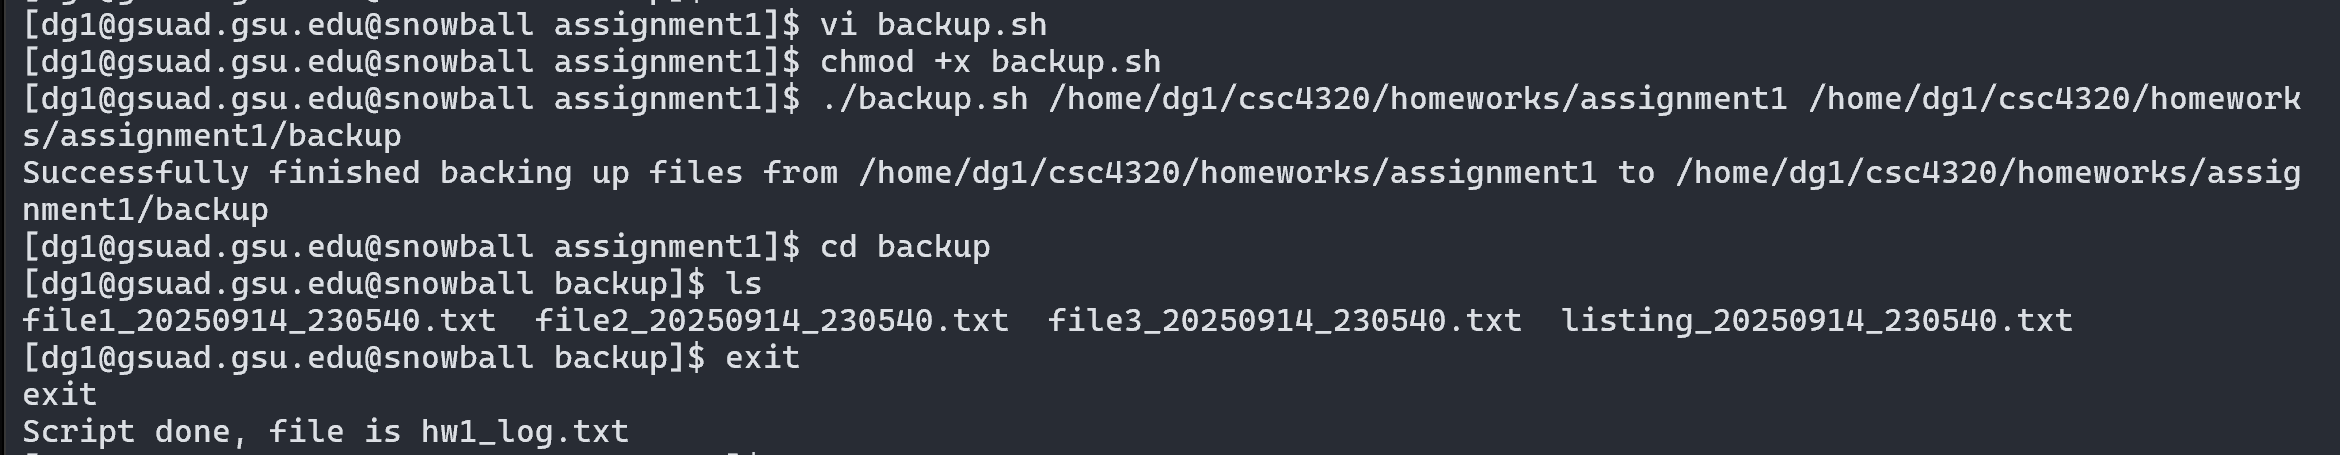 [dg1@gsuad.gsu.edu@snowball assignment1]$ vi backup.sh
[dg1@gsuad.gsu.edu@snowball assignment1]$ chmod +x backup.sh
[dg1@gsuad.gsu.edu@snowball assignment1]$ ./backup.sh /home/dg1/csc4320/homeworks/assignment1 /home/dg1/csc4320/homework
s/assignment1/backup
Successfully finished backing up files from /home/dg1/csc4320/homeworks/assignment1 to /home/dg1/csc4320/homeworks/assig
nment1/backup
[dg1@gsuad.gsu.edu@snowball assignment1]$ cd backup
[dg1@gsuad.gsu.edu@snowball backup]$ ls
file1_20250914_230540.txt  file2_20250914_230540.txt  file3_20250914_230540.txt  listing_20250914_230540.txt
[dg1@gsuad.gsu.edu@snowball backup]$ exit
exit
Script done, file is hw1_log.txt